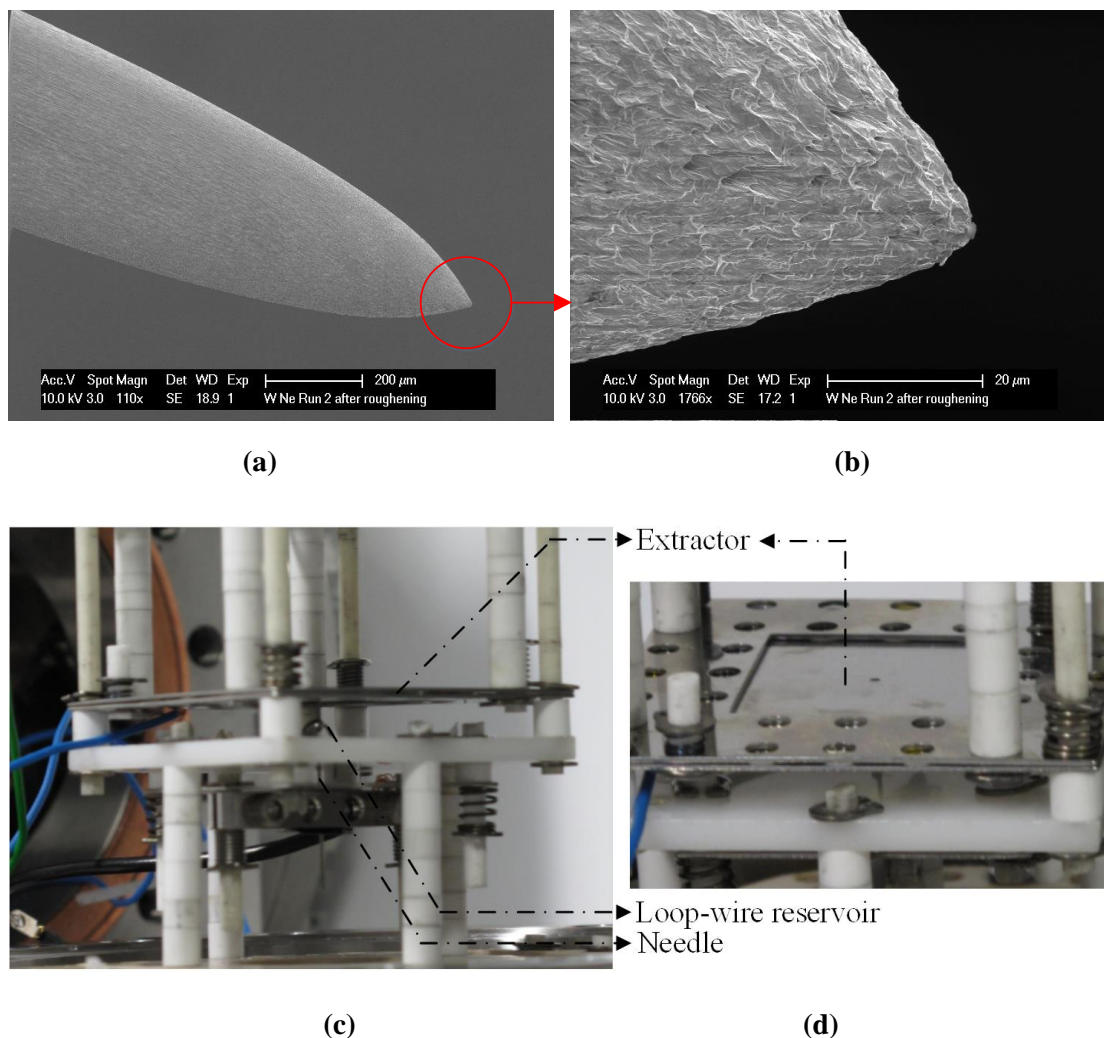 Acc.V Spot Magn Det WD Exp 200 µm
10.0 kV 3.0 110x SE 18.9 1 W Ne Run 2 after roughening
Acc.V Spot Magn Det WD Exp 20 µm
10.0 kV 3.0 1766x SE 17.2 1 W Ne Run 2 after roughening
(a)
(b)
Extractor
Loop-wire reservoir
Needle
(c)
(d)